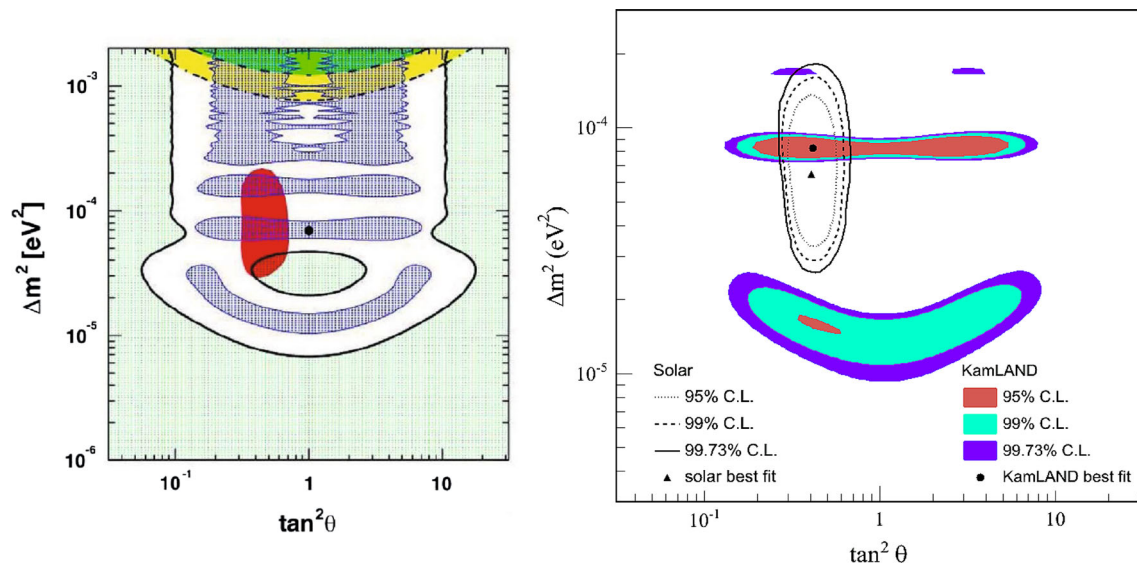 Δm² [eV²]
10⁻³
10⁻⁴
10⁻⁵
10⁻⁶
10⁻¹ 1 10
tan²θ
Δm² (eV²)
10⁻⁴
10⁻⁵
Solar
95% C.L.
99% C.L.
99.73% C.L.
solar best fit
KamLAND
95% C.L.
99% C.L.
99.73% C.L.
KamLAND best fit
10⁻¹ 1 10
tan² θ